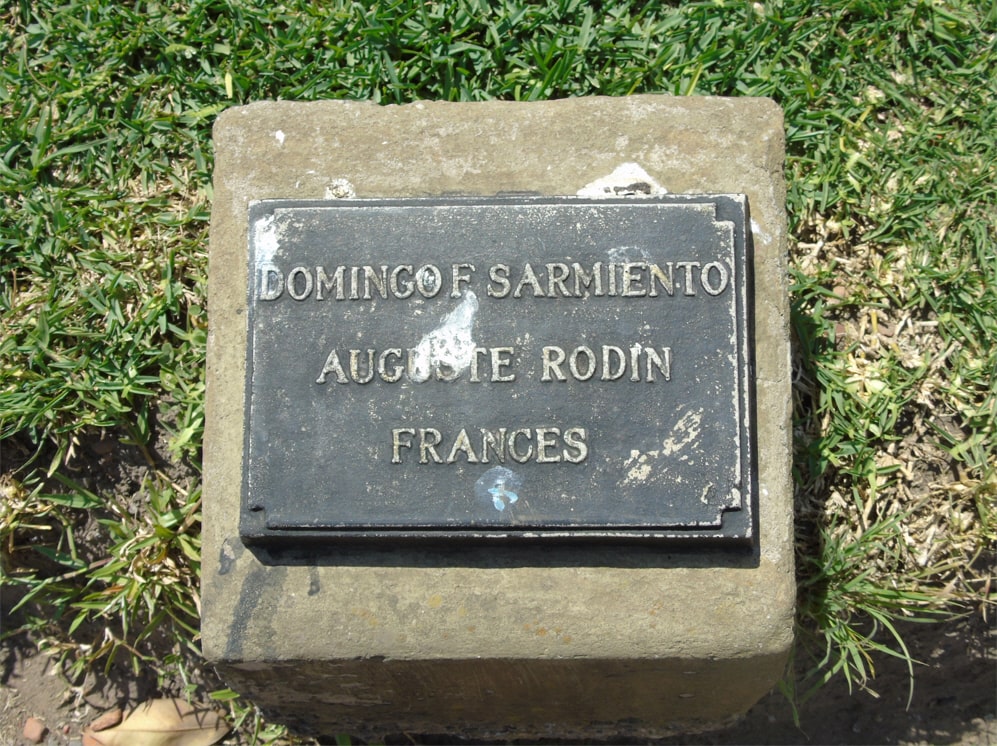 DOMINGO F. SARMIENTO
AUGUSTE RODIN
FRANCES